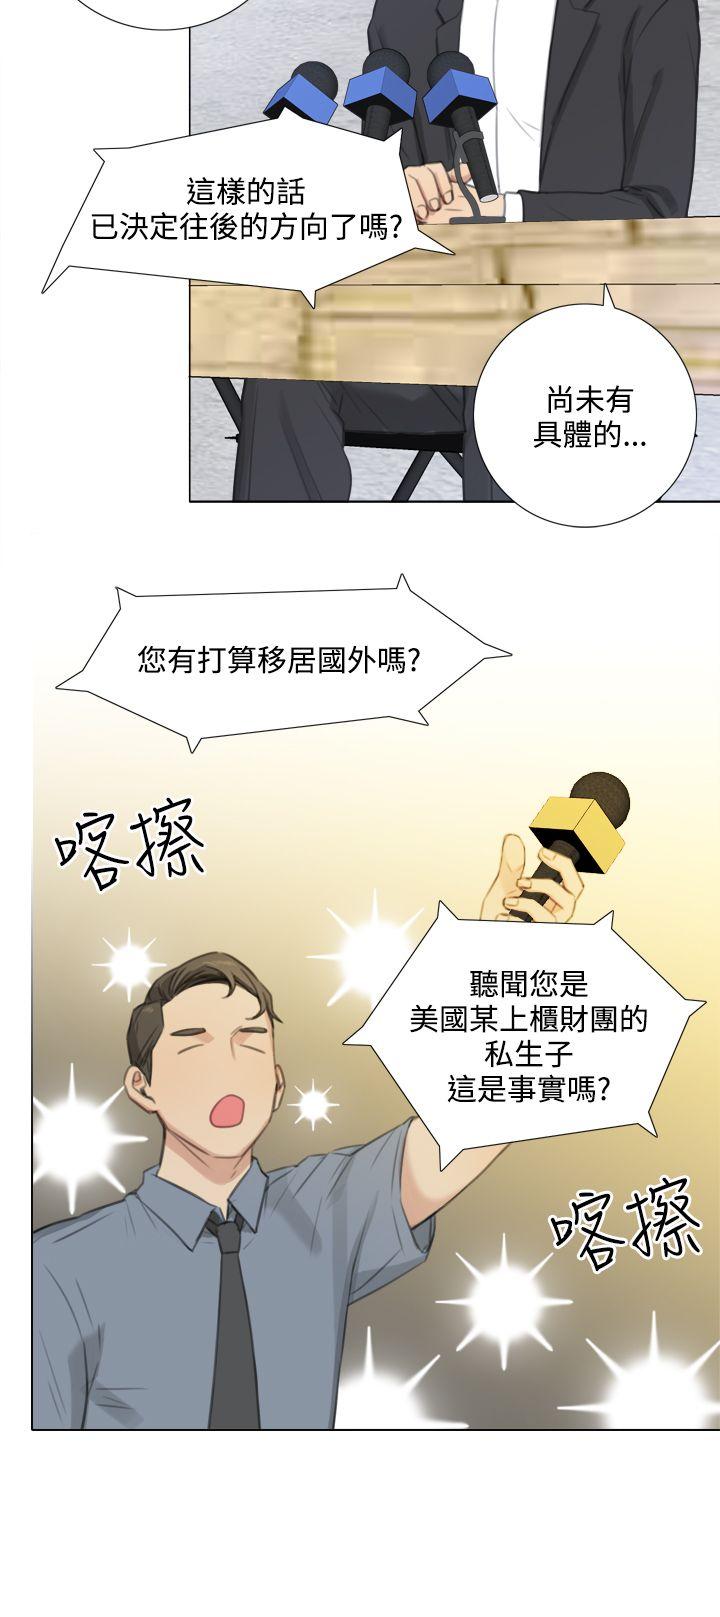 這樣的話
已決定往後的方向了嗎?
尚未有
具體的...
您有打算移居國外嗎?
喀擦
聽聞您是
美國某上櫃財團的
私生子
這是事實嗎?
喀擦